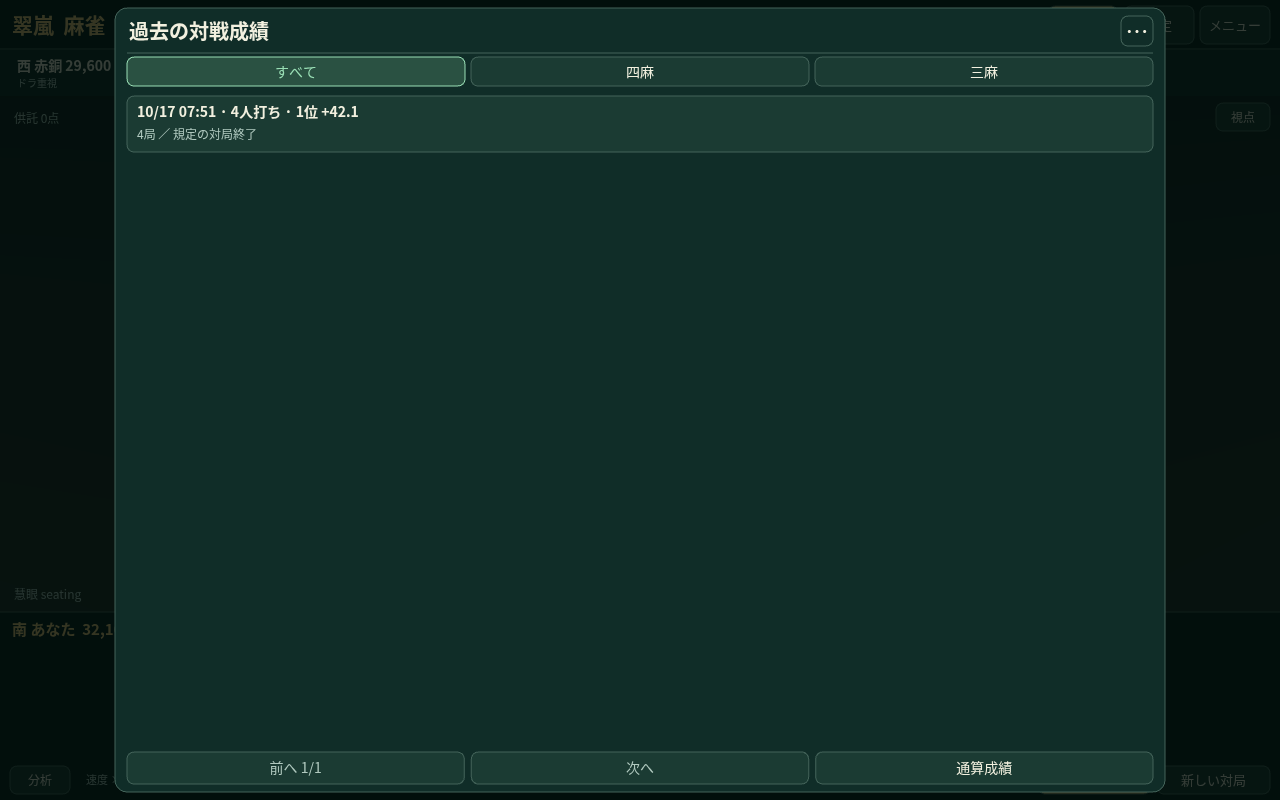 翠嵐 麻雀
過去の対戦成績
…
メニュー
西 赤銅 29,600
ドラ重視
すべて
四麻
三麻
10/17 07:51 · 4人打ち · 1位 +42.1
4局 ／ 規定の対局終了
供託 0点
視点
慧眼 seating
南 あなた 32,1
前へ 1/1
次へ
通算成績
分析
速度
新しい対局